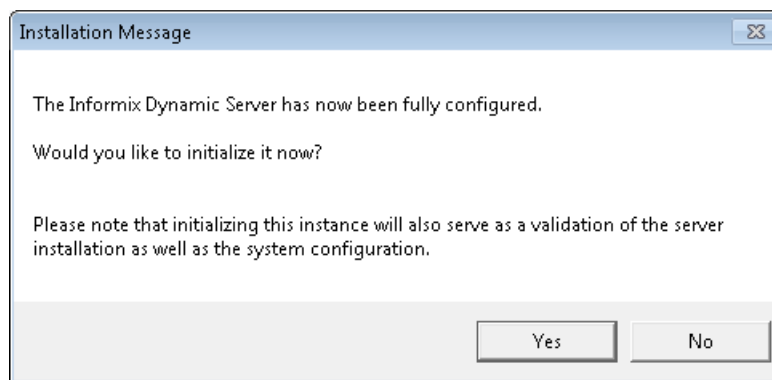 Installation Message
The Informix Dynamic Server has now been fully configured.
Would you like to initialize it now?
Please note that initializing this instance will also serve as a validation of the server
installation as well as the system configuration.
Yes
No